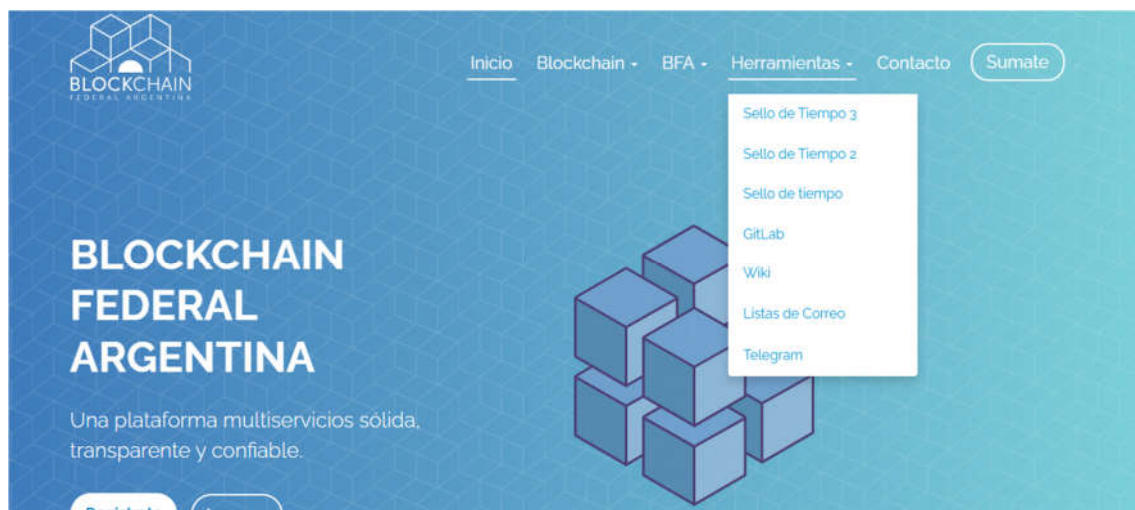 BLOCKCHAIN
FEDERAL ARGENTINA
Inicio Blockchain BFA Herramientas Contacto Sumate
Sello de Tiempo 3
Sello de Tiempo 2
Sello de tiempo
GitLab
Wiki
Listas de Correo
Telegram
BLOCKCHAIN
FEDERAL
ARGENTINA
Una plataforma multiservicios sólida,
transparente y confiable.